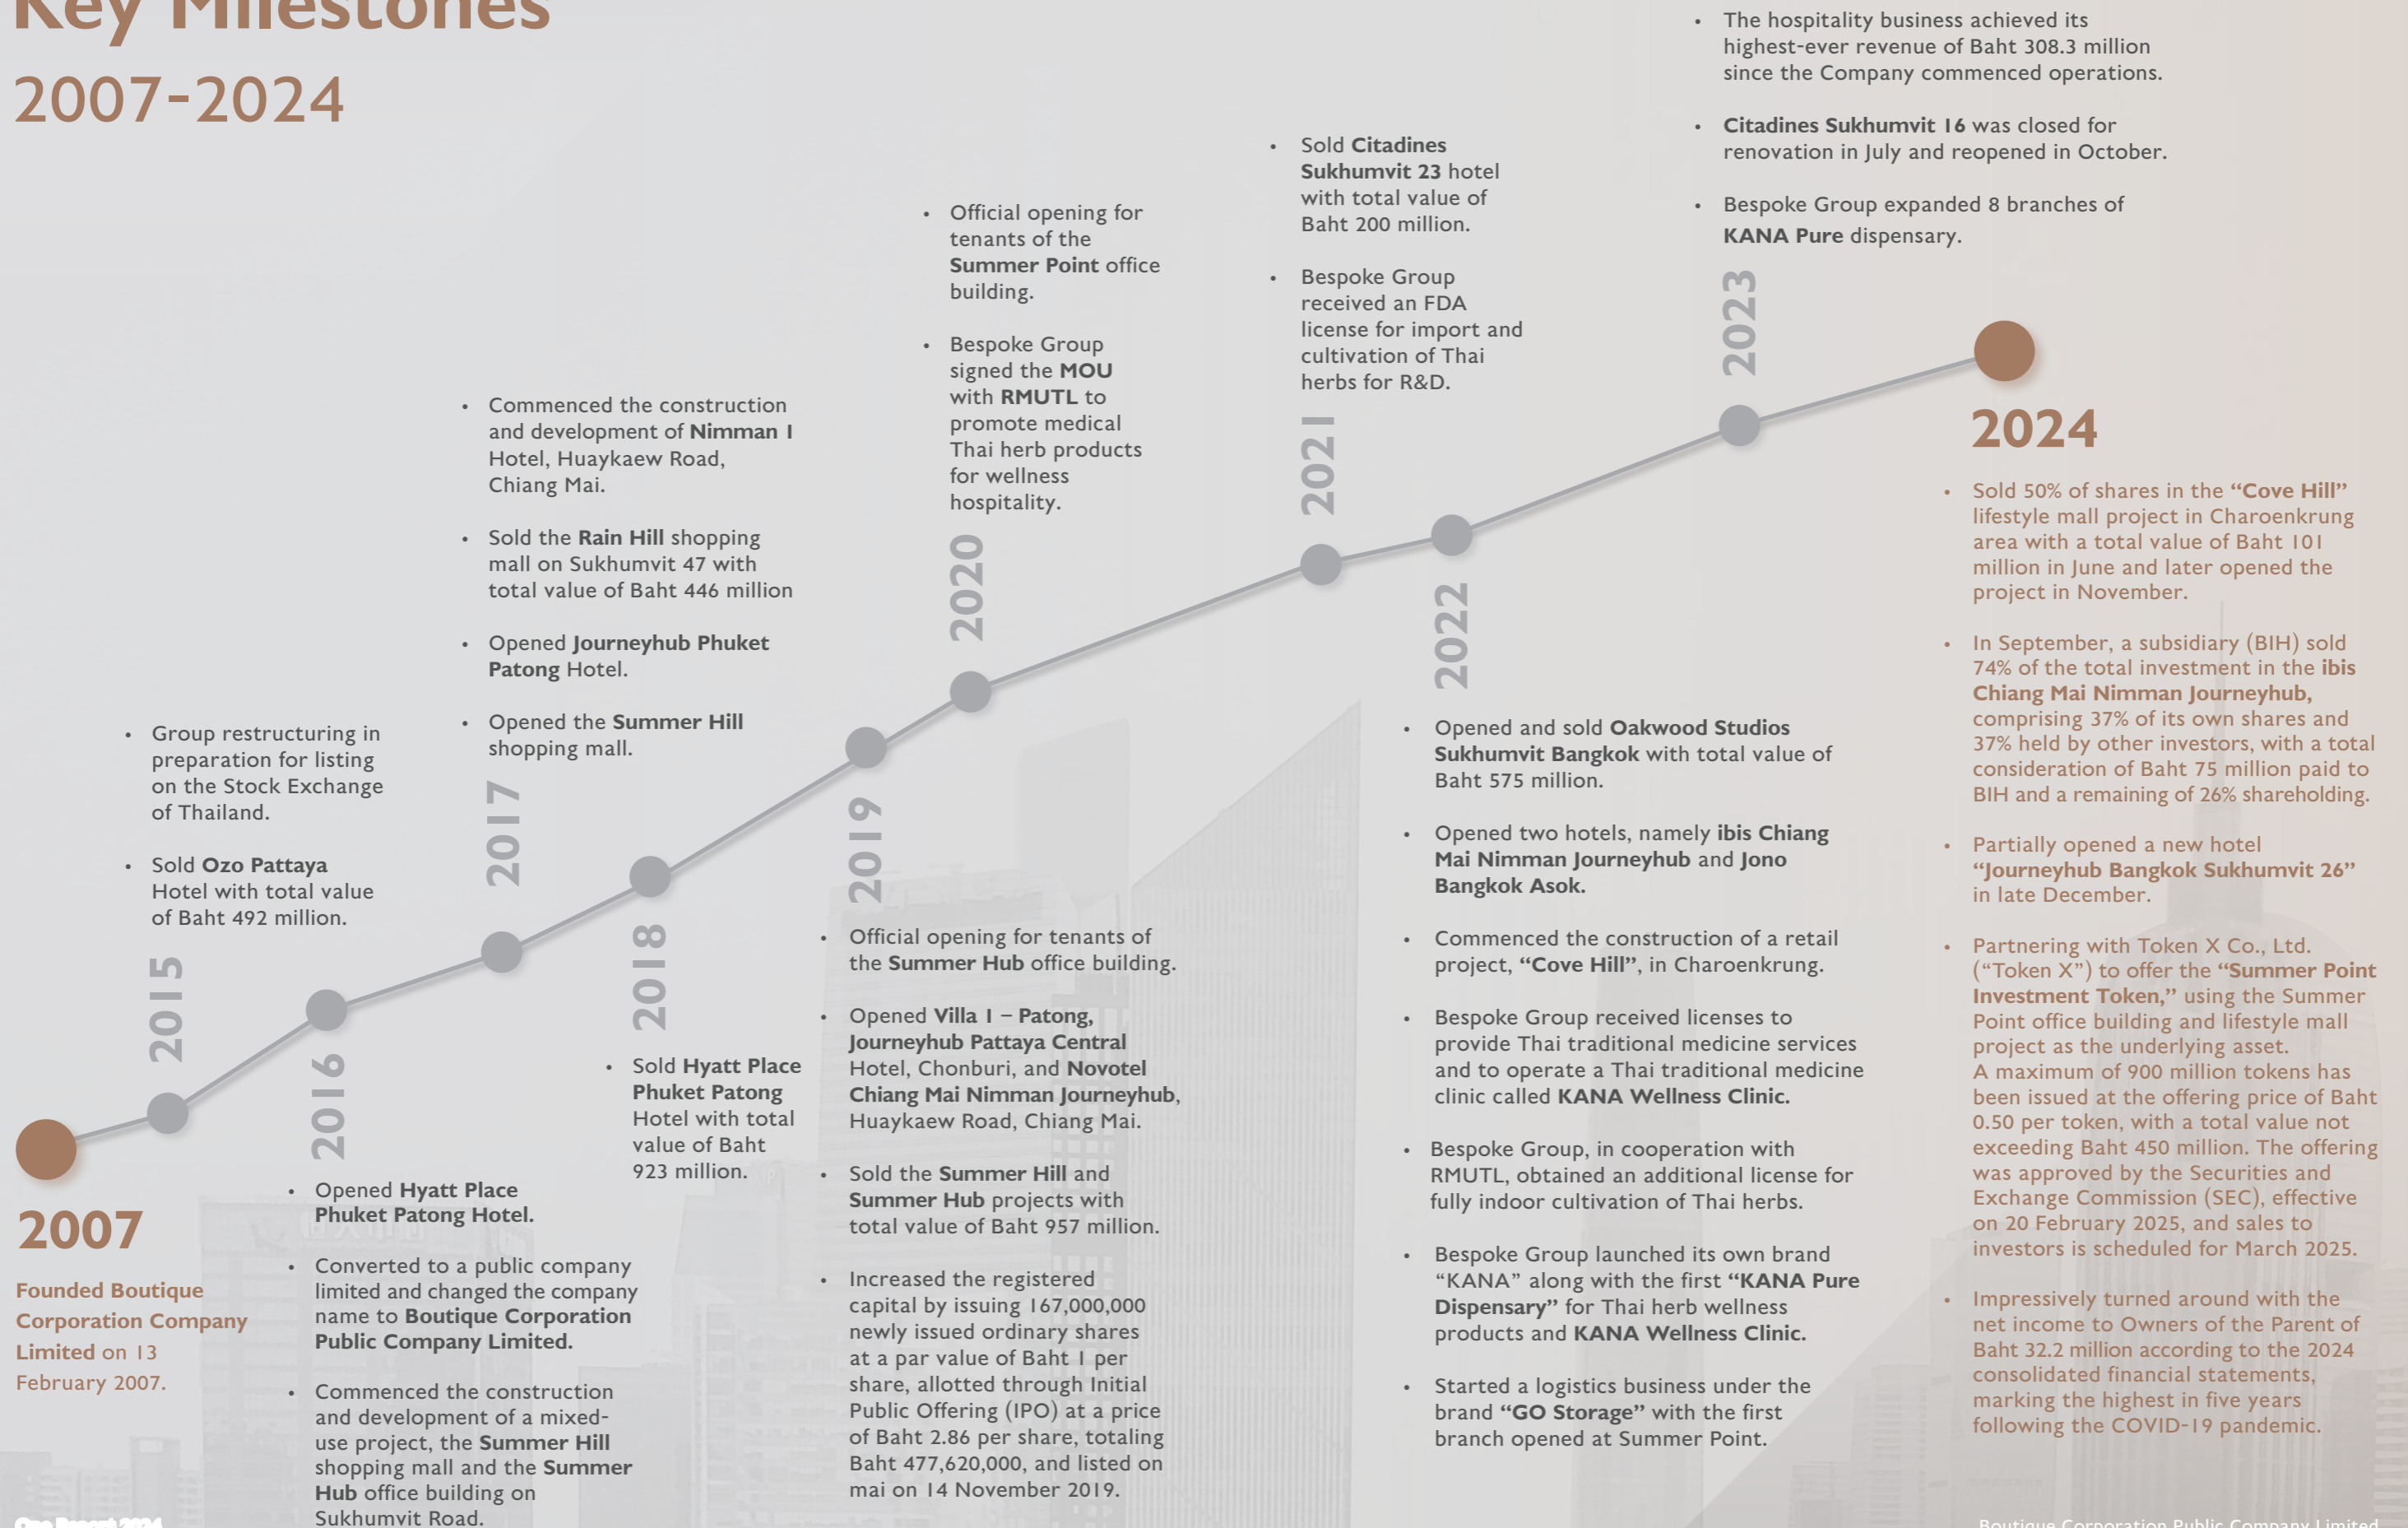 Key Milestones
2007-2024
2007
Founded Boutique
Corporation Company
Limited on 13
February 2007.
• Group restructuring in
preparation for listing
on the Stock Exchange
of Thailand.
• Sold Ozo Pattaya
Hotel with total value
of Baht 492 million.
2015
2016
• Opened Hyatt Place
Phuket Patong Hotel.
• Converted to a public company
limited and changed the company
name to Boutique Corporation
Public Company Limited.
• Commenced the construction
and development of a mixed-
use project, the Summer Hill
shopping mall and the Summer
Hub office building on
Sukhumvit Road.
• Commenced the construction
and development of Nimman 1
Hotel, Huaykaew Road,
Chiang Mai.
• Sold the Rain Hill shopping
mall on Sukhumvit 47 with
total value of Baht 446 million
• Opened Journeyhub Phuket
Patong Hotel.
• Opened the Summer Hill
shopping mall.
2017
2018
• Sold Hyatt Place
Phuket Patong
Hotel with total
value of Baht
923 million.
2019
• Official opening for tenants of
the Summer Hub office building.
• Opened Villa 1 – Patong,
Journeyhub Pattaya Central
Hotel, Chonburi, and Novotel
Chiang Mai Nimman Journeyhub,
Huaykaew Road, Chiang Mai.
• Sold the Summer Hill and
Summer Hub projects with
total value of Baht 957 million.
• Increased the registered
capital by issuing 167,000,000
newly issued ordinary shares
at a par value of Baht 1 per
share, allotted through Initial
Public Offering (IPO) at a price
of Baht 2.86 per share, totaling
Baht 477,620,000, and listed on
mai on 14 November 2019.
• Official opening for
tenants of the
Summer Point office
building.
• Bespoke Group
signed the MOU
with RMUTL to
promote medical
Thai herb products
for wellness
hospitality.
2020
• Sold Citadines
Sukhumvit 23 hotel
with total value of
Baht 200 million.
• Bespoke Group
received an FDA
license for import and
cultivation of Thai
herbs for R&D.
2021
2022
• Opened and sold Oakwood Studios
Sukhumvit Bangkok with total value of
Baht 575 million.
• Opened two hotels, namely ibis Chiang
Mai Nimman Journeyhub and Jono
Bangkok Asok.
• Commenced the construction of a retail
project, “Cove Hill”, in Charoenkrung.
• Bespoke Group received licenses to
provide Thai traditional medicine services
and to operate a Thai traditional medicine
clinic called KANA Wellness Clinic.
• Bespoke Group, in cooperation with
RMUTL, obtained an additional license for
fully indoor cultivation of Thai herbs.
• Bespoke Group launched its own brand
“KANA” along with the first “KANA Pure
Dispensary” for Thai herb wellness
products and KANA Wellness Clinic.
• Started a logistics business under the
brand “GO Storage” with the first
branch opened at Summer Point.
• The hospitality business achieved its
highest-ever revenue of Baht 308.3 million
since the Company commenced operations.
• Citadines Sukhumvit 16 was closed for
renovation in July and reopened in October.
• Bespoke Group expanded 8 branches of
KANA Pure dispensary.
2023
2024
• Sold 50% of shares in the “Cove Hill”
lifestyle mall project in Charoenkrung
area with a total value of Baht 101
million in June and later opened the
project in November.
• In September, a subsidiary (BIH) sold
74% of the total investment in the ibis
Chiang Mai Nimman Journeyhub,
comprising 37% of its own shares and
37% held by other investors, with a total
consideration of Baht 75 million paid to
BIH and a remaining of 26% shareholding.
• Partially opened a new hotel
“Journeyhub Bangkok Sukhumvit 26”
in late December.
• Partnering with Token X Co., Ltd.
(“Token X”) to offer the “Summer Point
Investment Token,” using the Summer
Point office building and lifestyle mall
project as the underlying asset.
A maximum of 900 million tokens has
been issued at the offering price of Baht
0.50 per token, with a total value not
exceeding Baht 450 million. The offering
was approved by the Securities and
Exchange Commission (SEC), effective
on 20 February 2025, and sales to
investors is scheduled for March 2025.
• Impressively turned around with the
net income to Owners of the Parent of
Baht 32.2 million according to the 2024
consolidated financial statements,
marking the highest in five years
following the COVID-19 pandemic.
One Report 2024
Boutique Corporation Public Company Limited